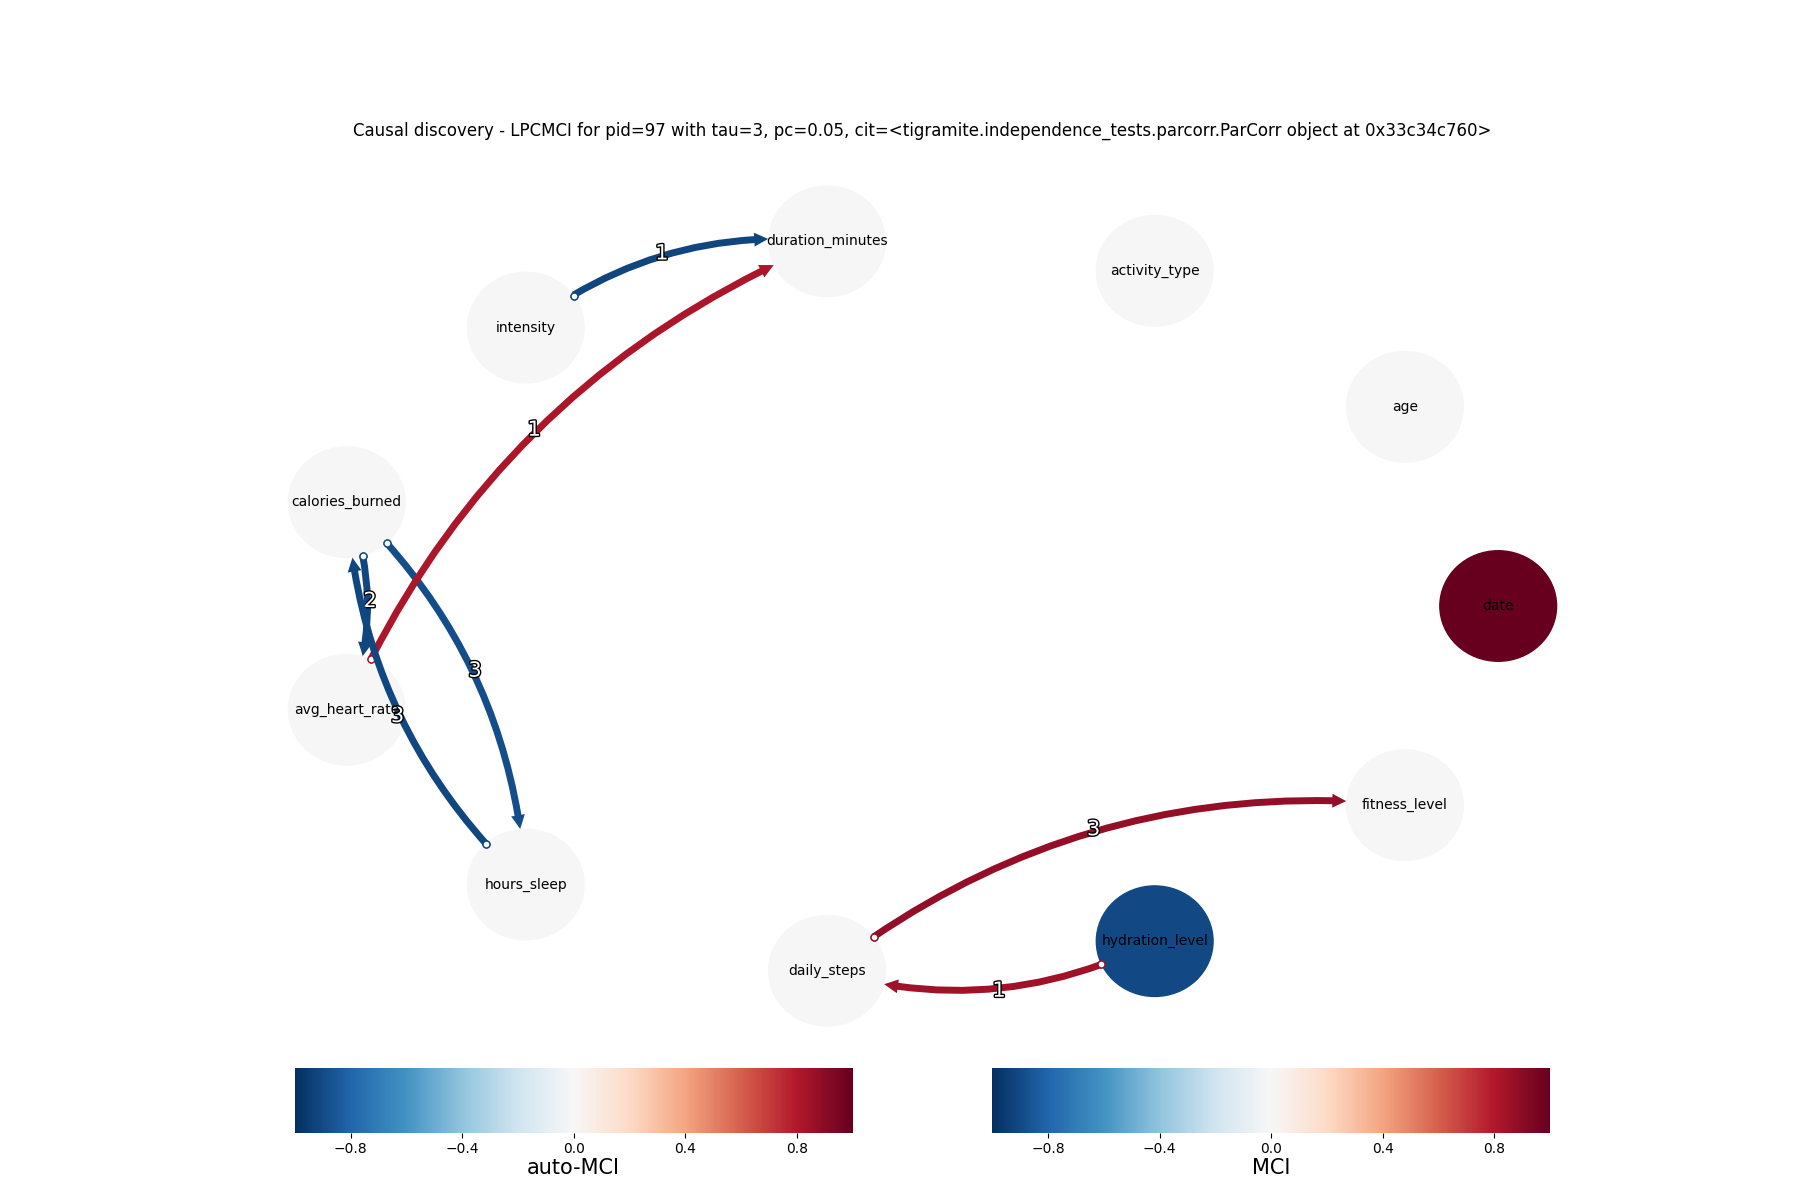 Causal discovery - LPCMCI for pid=97 with tau=3, pc=0.05, cit=<tigramite.independence_tests.parcorr.ParCorr object at 0x33c34c760>
duration_minutes
1
activity_type
intensity
age
1
calories_burned
2
date
3
avg_heart_rate
3
fitness_level
3
hours_sleep
hydration_level
daily_steps
1
−0.8 −0.4 0.0 0.4 0.8
auto-MCI
−0.8 −0.4 0.0 0.4 0.8
MCI